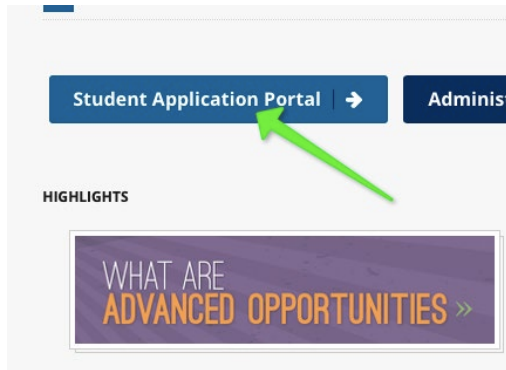 Student Application Portal
HIGHLIGHTS
WHAT ARE
ADVANCED OPPORTUNITIES »